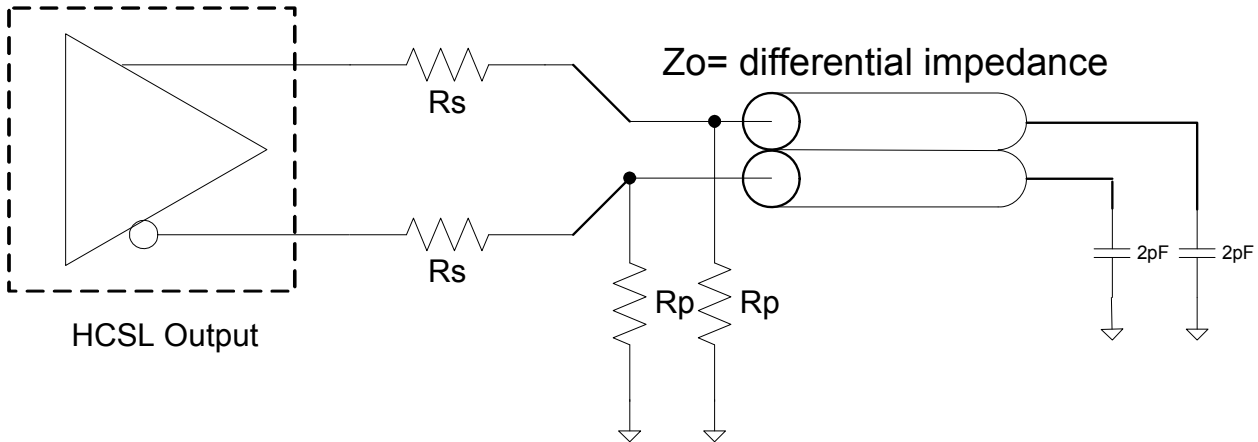 Zo= differential impedance
Rs
Rs
Rp
Rp
2pF
2pF
HCSL Output